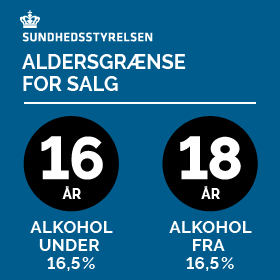 SUNDHEDSSTYRELSEN
ALDERSGRÆNSE
FOR SALG
16
ÅR
ALKOHOL
UNDER
16,5%
18
ÅR
ALKOHOL
FRA
16,5%